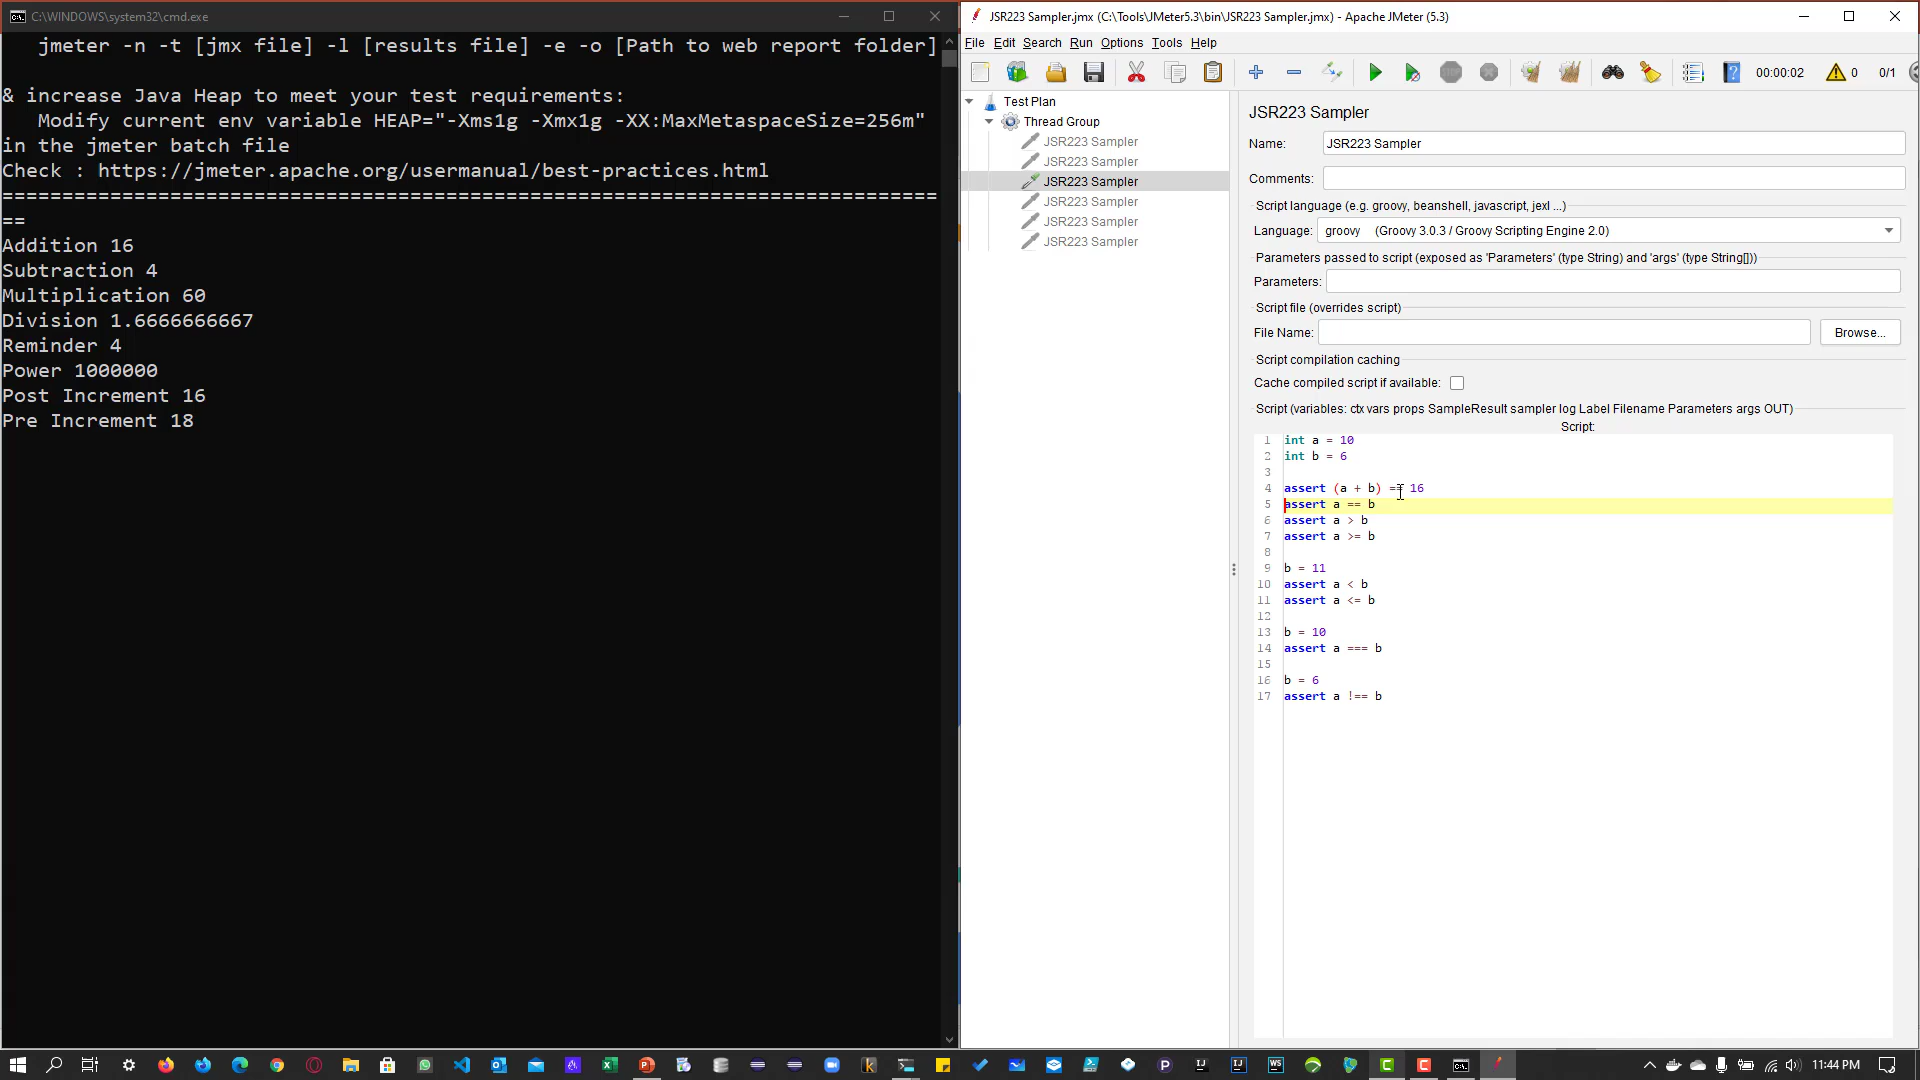 C:\WINDOWS\system32\cmd.exe
jmeter -n -t [jmx file] -l [results file] -e -o [Path to web report folder]
& increase Java Heap to meet your test requirements:
Modify current env variable HEAP="-Xms1g -Xmx1g -XX:MaxMetaspaceSize=256m"
in the jmeter batch file
Check : https://jmeter.apache.org/usermanual/best-practices.html
==============================================================================
==
Addition 16
Subtraction 4
Multiplication 60
Division 1.6666666667
Reminder 4
Power 1000000
Post Increment 16
Pre Increment 18
JSR223 Sampler.jmx (C:\Tools\JMeter5.3\bin\JSR223 Sampler.jmx) - Apache JMeter (5.3)
File Edit Search Run Options Tools Help
00:00:02 0 0/1
Test Plan
Thread Group
JSR223 Sampler
JSR223 Sampler
JSR223 Sampler
JSR223 Sampler
JSR223 Sampler
JSR223 Sampler
JSR223 Sampler
Name: JSR223 Sampler
Comments:
Script language (e.g. groovy, beanshell, javascript, jexl ...)
Language: groovy (Groovy 3.0.3 / Groovy Scripting Engine 2.0)
Parameters passed to script (exposed as 'Parameters' (type String) and 'args' (type String[]))
Parameters:
Script file (overrides script)
File Name: Browse...
Script compilation caching
Cache compiled script if available:
Script (variables: ctx vars props SampleResult sampler log Label Filename Parameters args OUT)
Script:
1 int a = 10
2 int b = 6
3
4 assert (a + b) == 16
5 assert a == b
6 assert a > b
7 assert a >= b
8
9 b = 11
10 assert a < b
11 assert a <= b
12
13 b = 10
14 assert a === b
15
16 b = 6
17 assert a !== b
11:44 PM